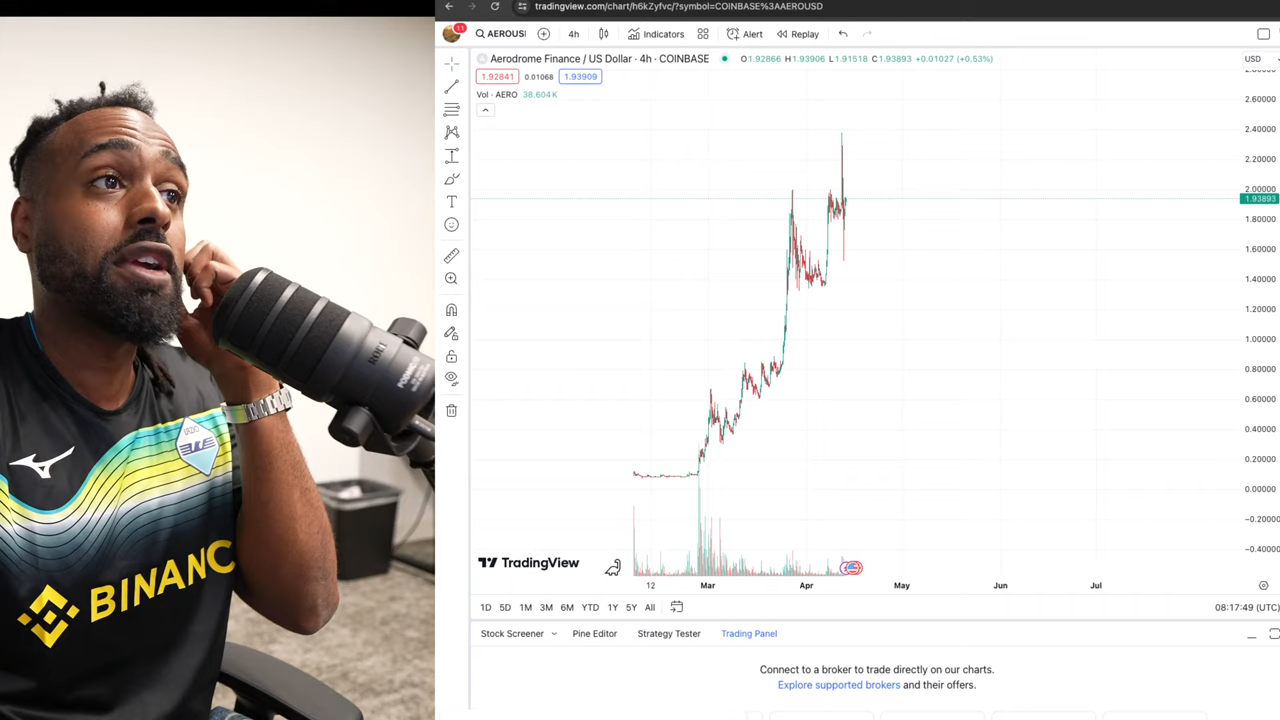 tradingview.com/chart/h6kZyfvc/?symbol=COINBASE%3AAEROUSD
11
AEROUSI
4h
Indicators
Alert
Replay
Aerodrome Finance / US Dollar · 4h · COINBASE
O1.92866 H1.93906 L1.91518 C1.93893 +0.01027 (+0.53%)
USD
1.92841
0.01068
1.93909
Vol · AERO 38.604K
2.60000
2.40000
2.20000
2.00000
1.93893
1.80000
1.60000
1.40000
1.20000
1.00000
0.80000
0.60000
0.40000
0.20000
0.00000
−0.20000
−0.40000
TradingView
12
Mar
Apr
May
Jun
Jul
1D 5D 1M 3M 6M YTD 1Y 5Y All
08:17:49 (UTC)
Stock Screener
Pine Editor
Strategy Tester
Trading Panel
Connect to a broker to trade directly on our charts.
Explore supported brokers and their offers.
RODE
LAZIO
BINANC